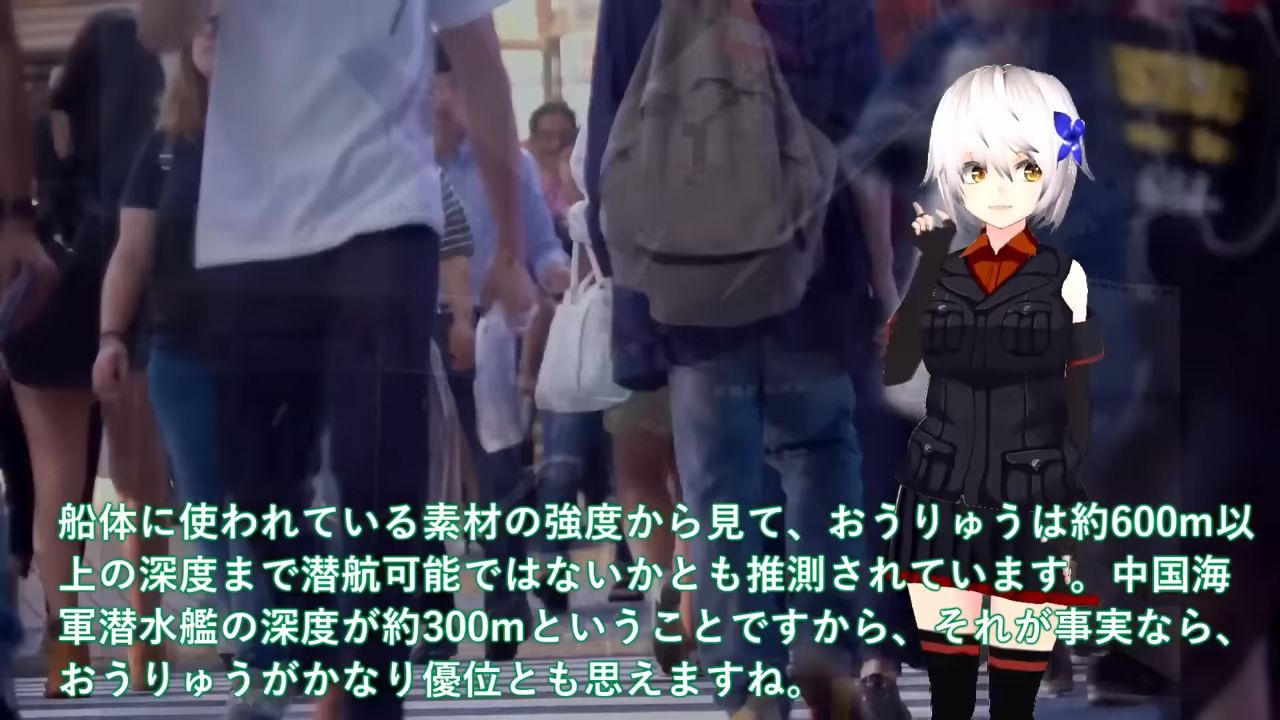 船体に使われている素材の強度から見て、おうりゅうは約600m以
上の深度まで潜航可能ではないかとも推測されています。中国海
軍潜水艦の深度が約300mということですから、それが事実なら、
おうりゅうがかなり優位とも思えますね。